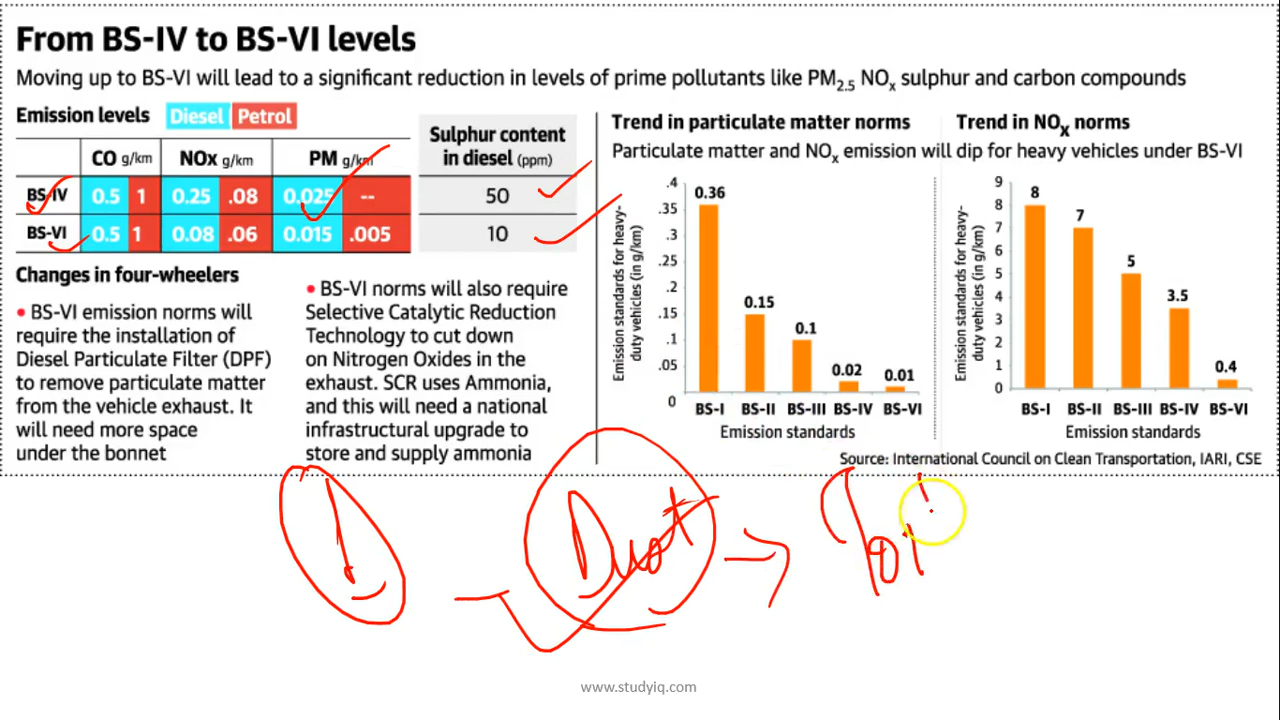 From BS-IV to BS-VI levels
Moving up to BS-VI will lead to a significant reduction in levels of prime pollutants like PM2.5 NOx sulphur and carbon compounds
Emission levels Diesel Petrol
CO g/km NOx g/km PM g/km
BS-IV 0.5 1 0.25 .08 0.025 --
BS-VI 0.5 1 0.08 .06 0.015 .005
Sulphur content
in diesel (ppm)
50
10
Changes in four-wheelers
• BS-VI emission norms will
require the installation of
Diesel Particulate Filter (DPF)
to remove particulate matter
from the vehicle exhaust. It
will need more space
under the bonnet
• BS-VI norms will also require
Selective Catalytic Reduction
Technology to cut down
on Nitrogen Oxides in the
exhaust. SCR uses Ammonia,
and this will need a national
infrastructural upgrade to
store and supply ammonia
Trend in particulate matter norms
Trend in NOx norms
Particulate matter and NOx emission will dip for heavy vehicles under BS-VI
Emission standards for heavy-
duty vehicles (in g/km)
.4
.35
.3
.25
.2
.1
.05
0
0.36
0.15
0.1
0.02
0.01
BS-I BS-II BS-III BS-IV BS-VI
Emission standards
Emission standards for heavy-
duty vehicles (in g/km)
9
8
7
6
5
4
3
2
1
0
8
7
5
3.5
0.4
BS-I BS-II BS-III BS-IV BS-VI
Emission standards
Source: International Council on Clean Transportation, IARI, CSE
Dust
www.studyiq.com